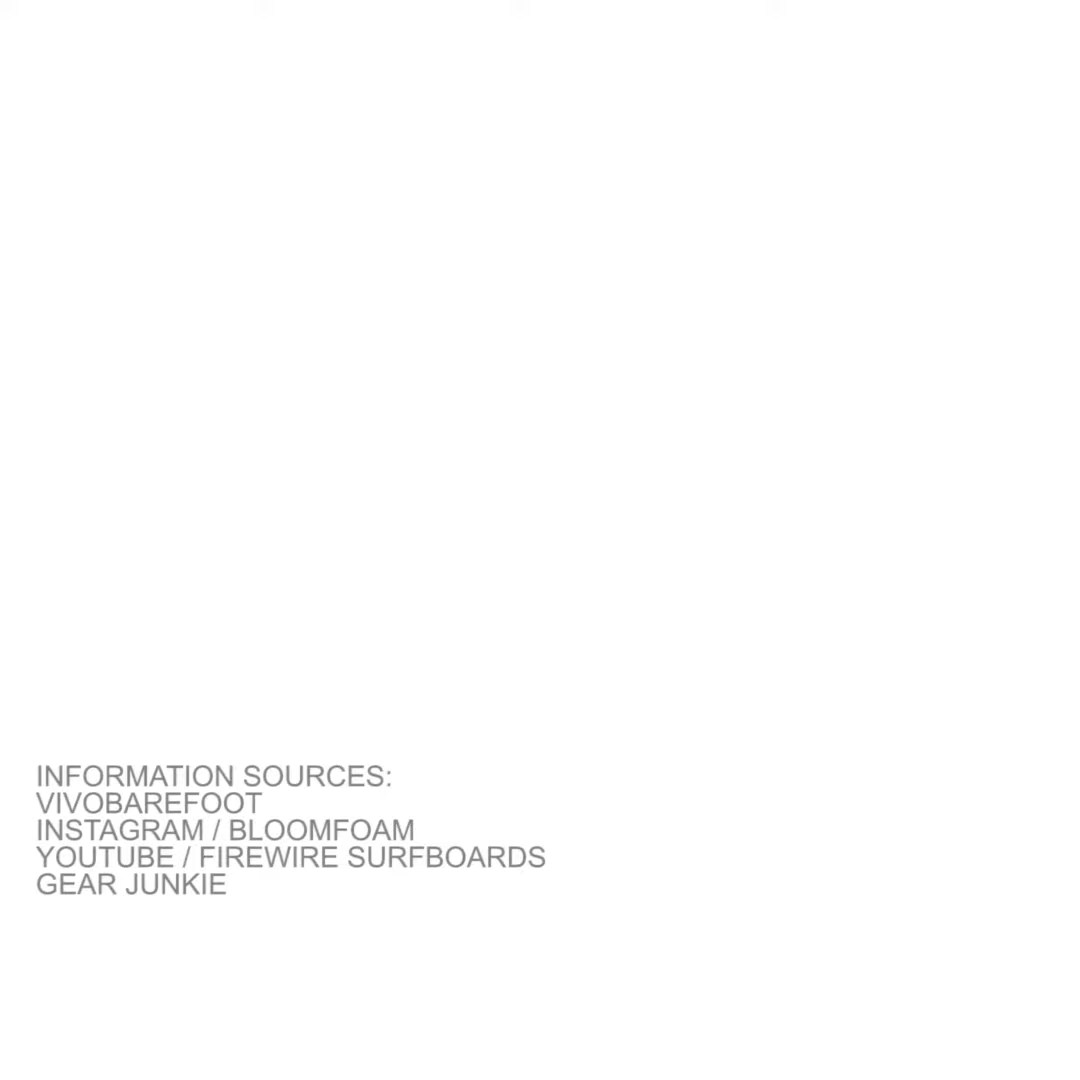 INFORMATION SOURCES:
VIVOBAREFOOT
INSTAGRAM / BLOOMFOAM
YOUTUBE / FIREWIRE SURFBOARDS
GEAR JUNKIE